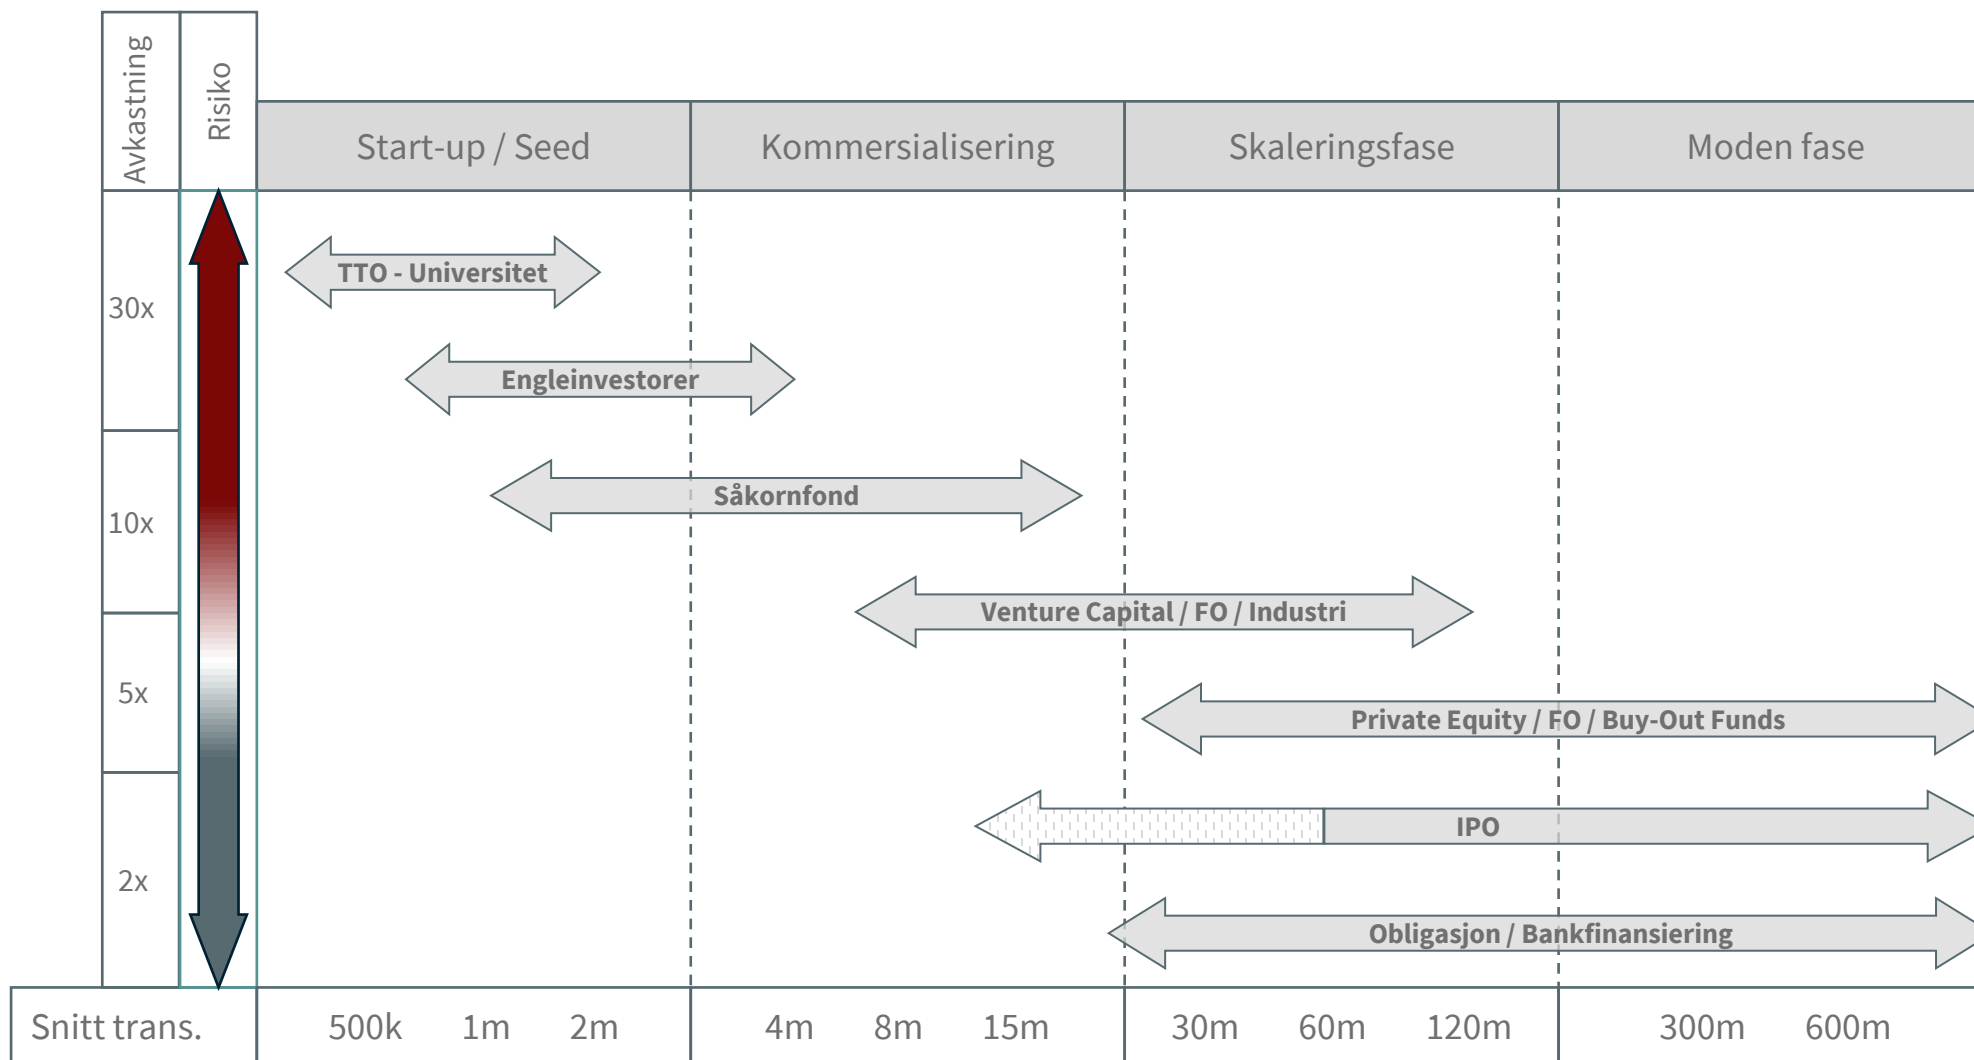 Avkastning
Risiko
Start-up / Seed
Kommersialisering
Skaleringsfase
Moden fase
30x
TTO - Universitet
Engleinvestorer
10x
Såkornfond
Venture Capital / FO / Industri
5x
Private Equity / FO / Buy-Out Funds
IPO
2x
Obligasjon / Bankfinansiering
Snitt trans.
500k 1m 2m
4m 8m 15m
30m 60m 120m
300m 600m